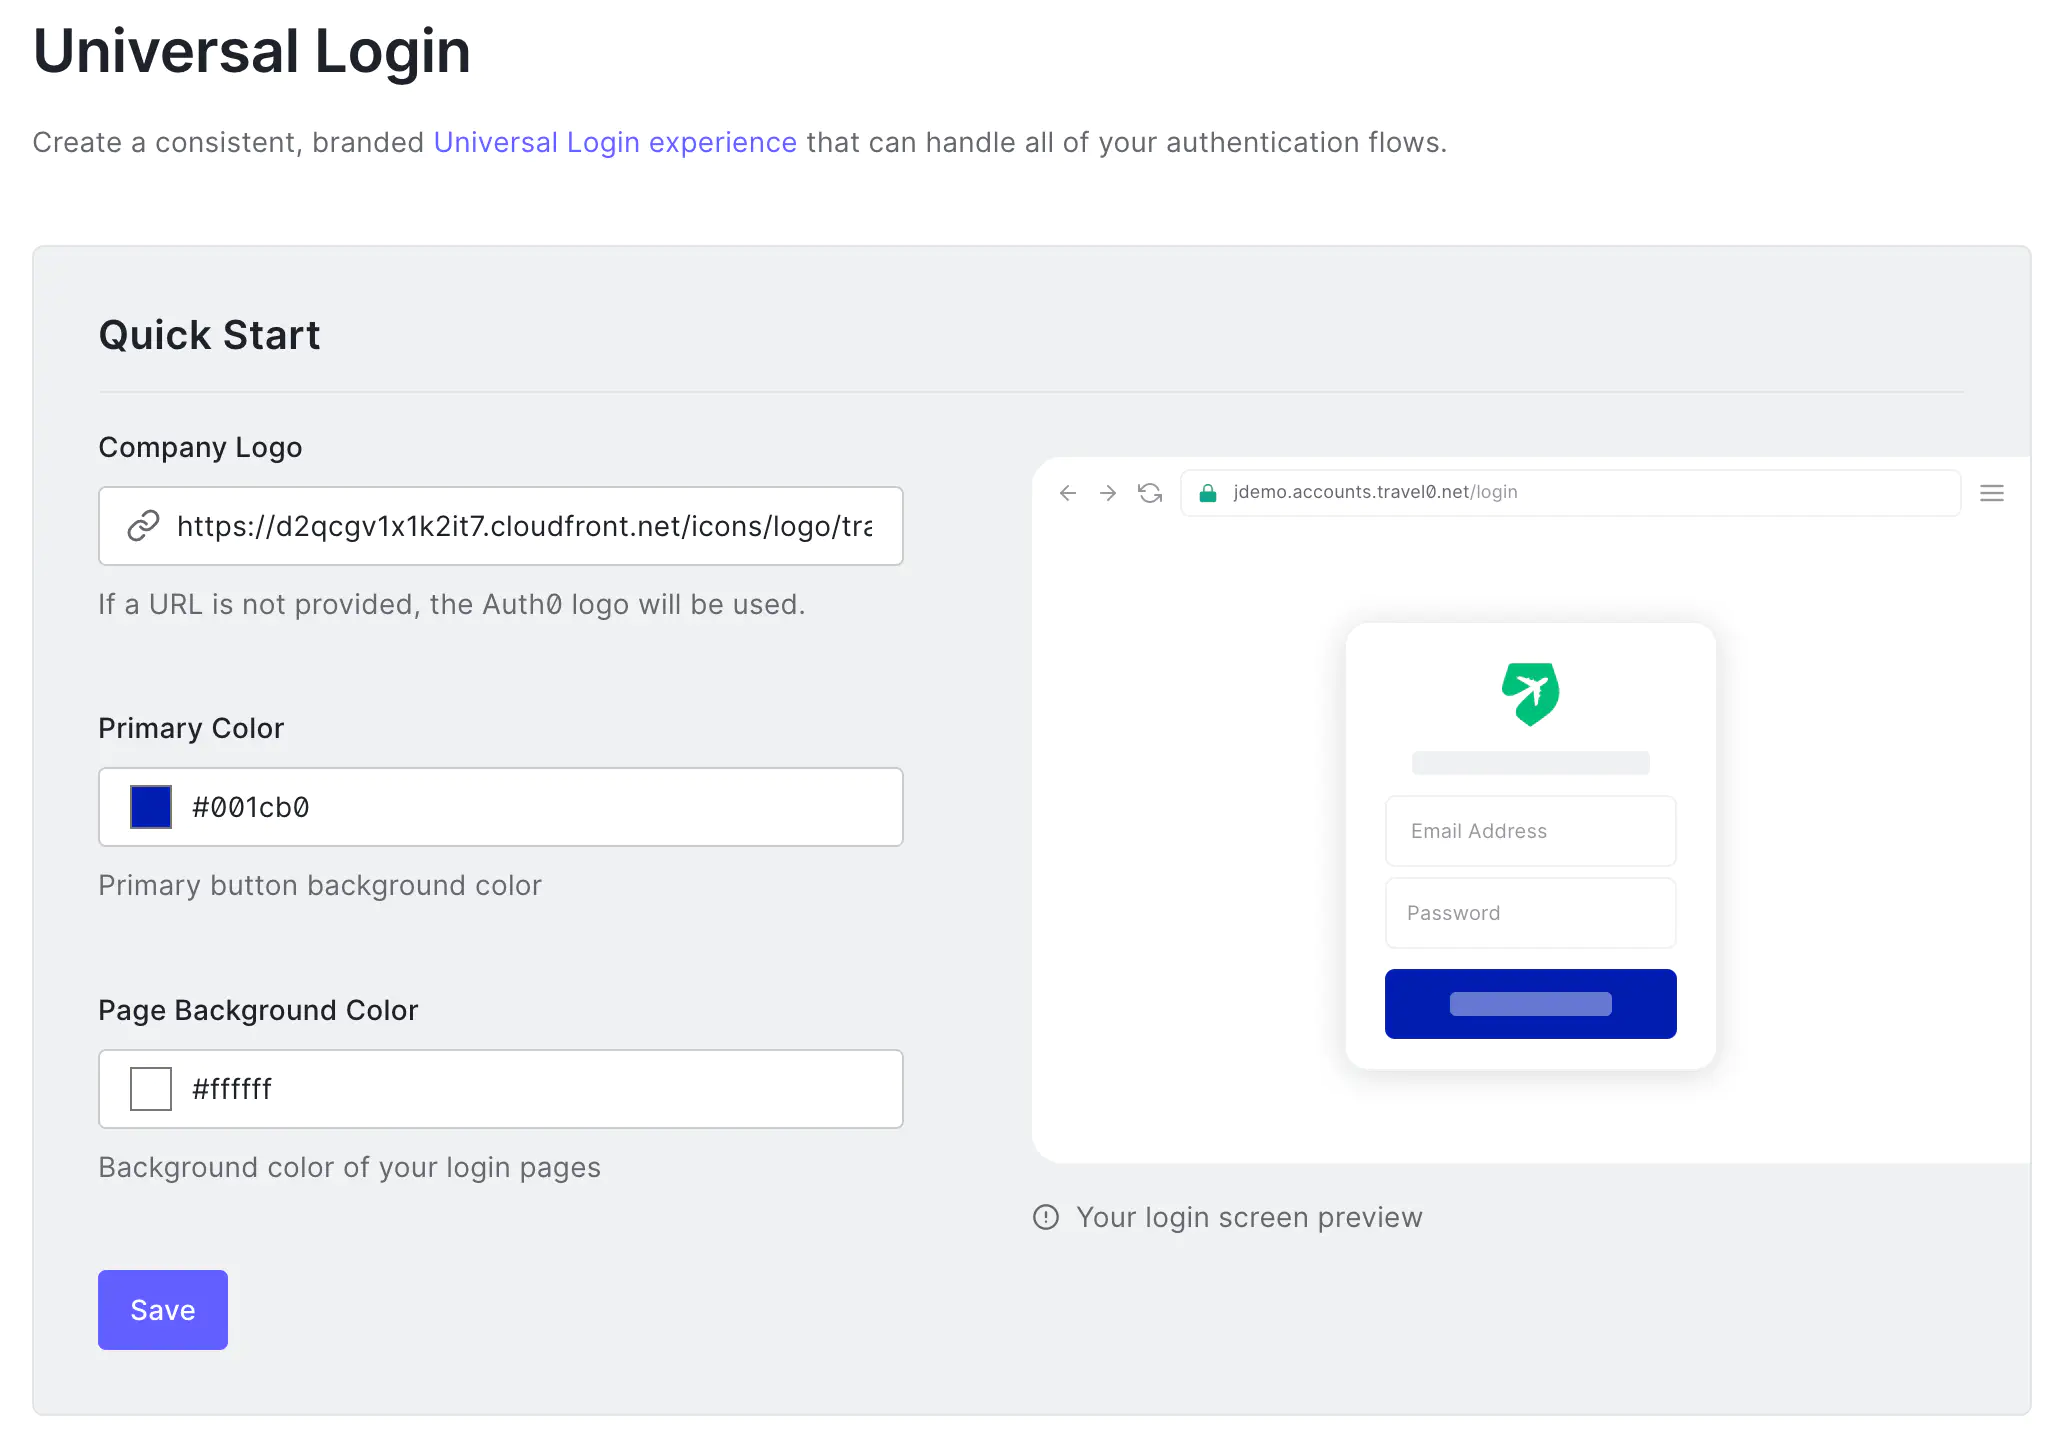 Universal Login
Create a consistent, branded Universal Login experience that can handle all of your authentication flows.
Quick Start
Company Logo
https://d2qcgv1x1k2it7.cloudfront.net/icons/logo/tra
If a URL is not provided, the Auth0 logo will be used.
Primary Color
#001cb0
Primary button background color
Page Background Color
#ffffff
Background color of your login pages
Save
jdemo.accounts.travel0.net/login
Email Address
Password
Your login screen preview